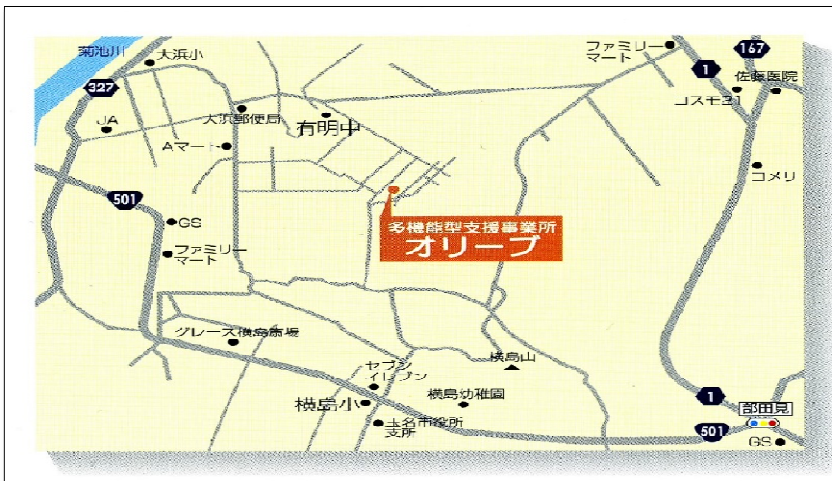 菊池川
大浜小
327
JA
大浜郵便局
有明中
Aマート
501
GS
ファミリー
マート
多機能型支援事業所
オリーブ
ファミリー
マート
1
167
佐藤医院
コスモ21
コメリ
グレース横島斎場
セブン
イレブン
横島山
横島小
横島幼稚園
玉名市役所
支所
1
部田見
501
GS